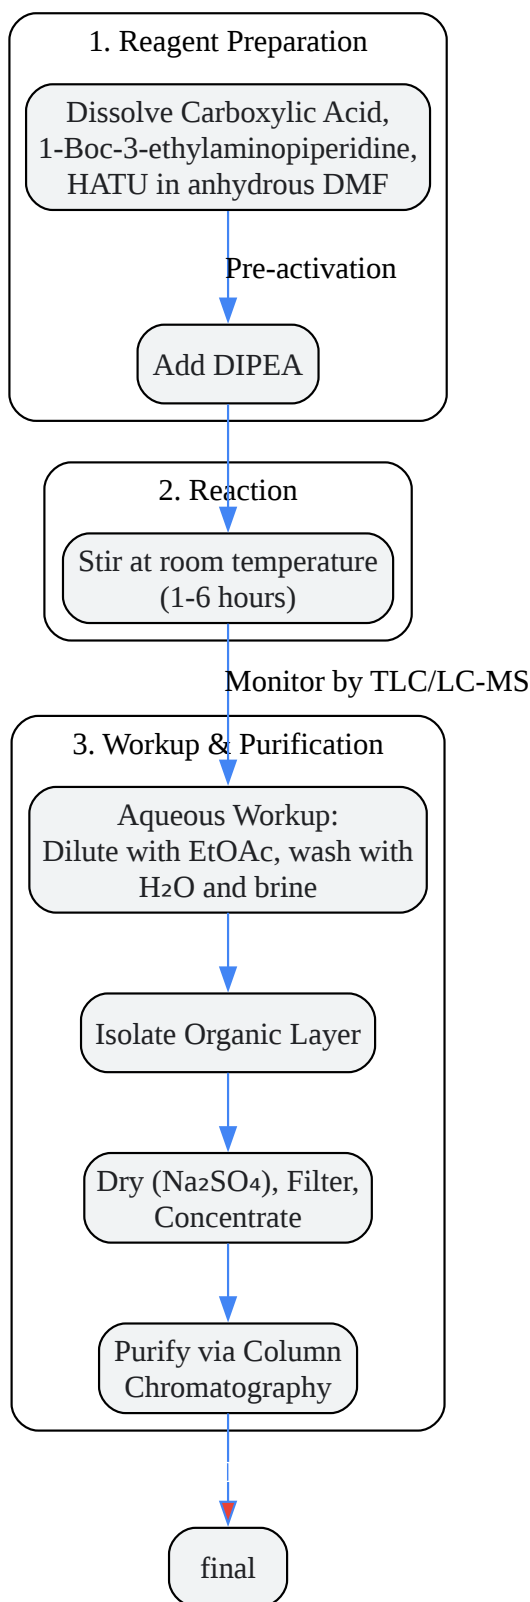 1. Reagent Preparation
Dissolve Carboxylic Acid,
1-Boc-3-ethylaminopiperidine,
HATU in anhydrous DMF
Pre-activation
Add DIPEA
2. Reaction
Stir at room temperature
(1-6 hours)
Monitor by TLC/LC-MS
3. Workup & Purification
Aqueous Workup:
Dilute with EtOAc, wash with
H₂O and brine
Isolate Organic Layer
Dry (Na₂SO₄), Filter,
Concentrate
Purify via Column
Chromatography
final